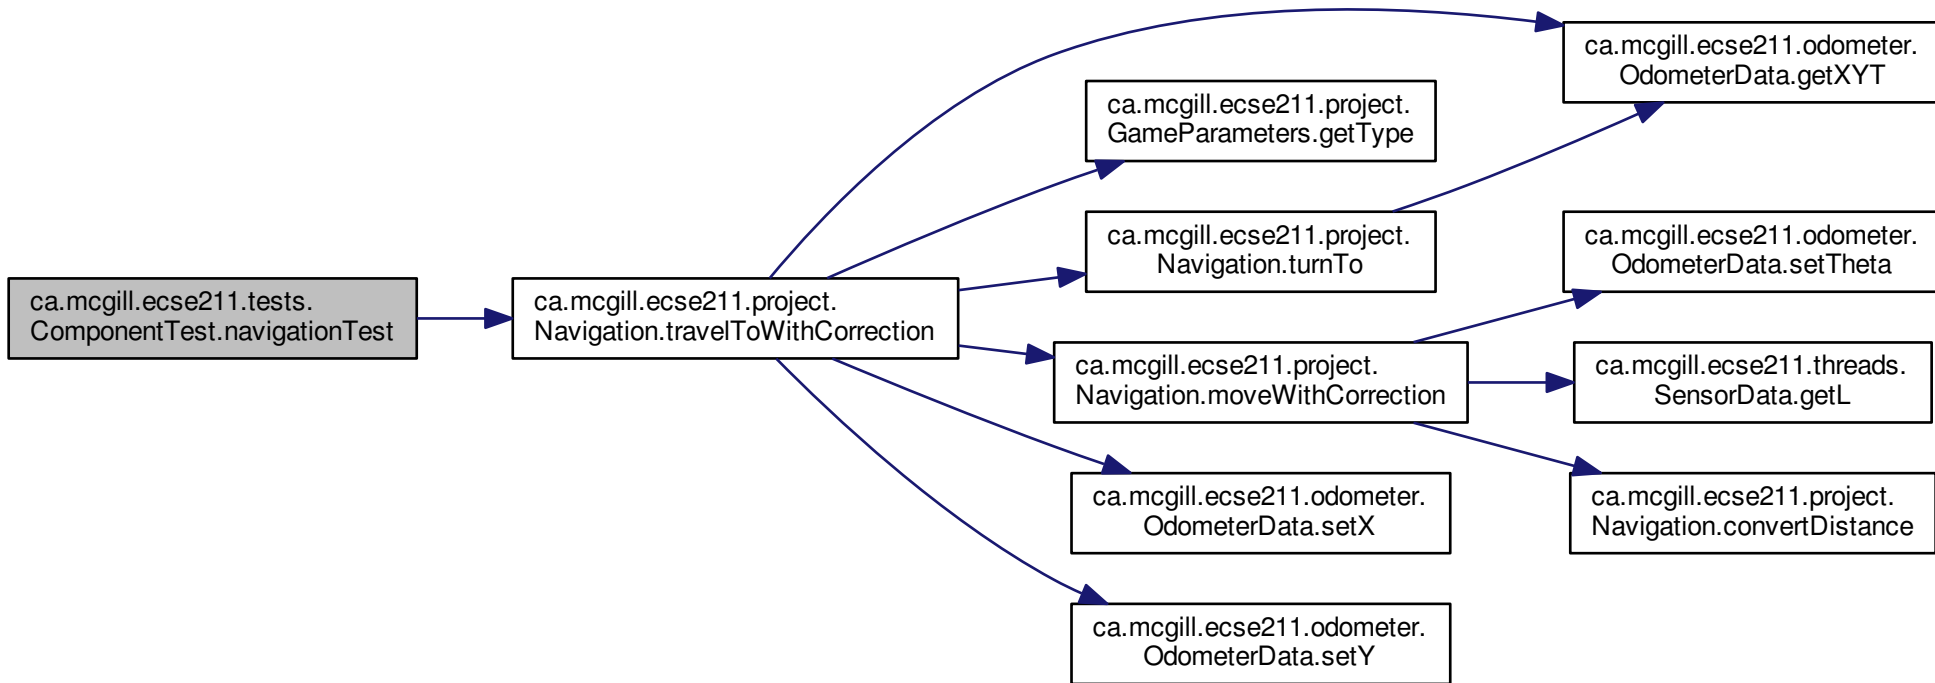 ca.mcgill.ecse211.tests.
ComponentTest.navigationTest
ca.mcgill.ecse211.project.
Navigation.travelToWithCorrection
ca.mcgill.ecse211.odometer.
OdometerData.getXYT
ca.mcgill.ecse211.project.
GameParameters.getType
ca.mcgill.ecse211.project.
Navigation.turnTo
ca.mcgill.ecse211.odometer.
OdometerData.setTheta
ca.mcgill.ecse211.project.
Navigation.moveWithCorrection
ca.mcgill.ecse211.threads.
SensorData.getL
ca.mcgill.ecse211.odometer.
OdometerData.setX
ca.mcgill.ecse211.project.
Navigation.convertDistance
ca.mcgill.ecse211.odometer.
OdometerData.setY